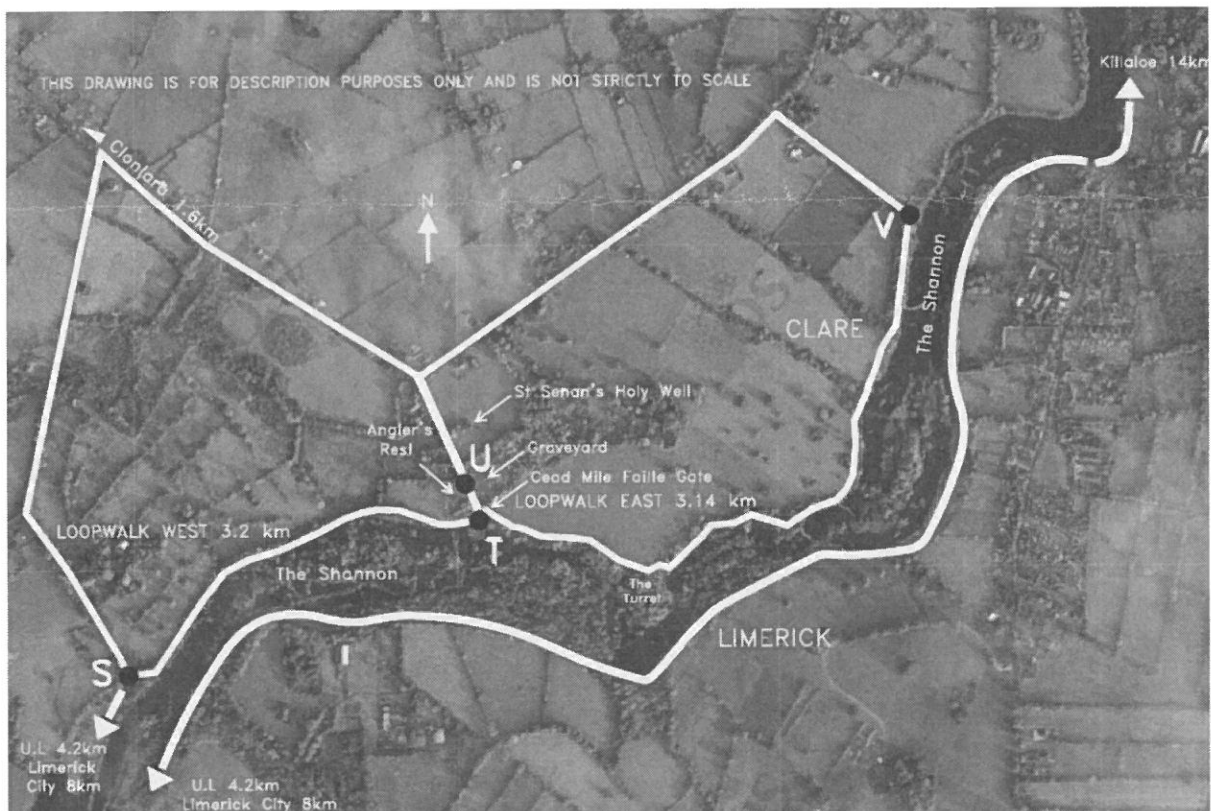 THIS DRAWING IS FOR DESCRIPTION PURPOSES ONLY AND IS NOT STRICTLY TO SCALE
Killaloe 14km
Clonlara 1.6km
N
V
The Shannon
CLARE
St Senan's Holy Well
Angler's
Rest
U
Graveyard
Cead Mile Failte Gate
LOOPWALK EAST 3.14 km
LOOPWALK WEST 3.2 km
T
The Shannon
The
Turret
LIMERICK
S
U.L 4.2km
Limerick
City 8km
U.L 4.2km
Limerick City 8km